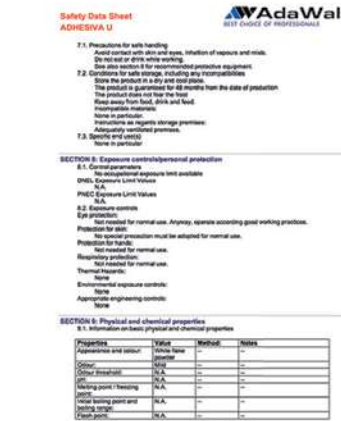 Safety Data Sheet
ADHESIVA U
AdaWal
BEST CHOICE OF PROFESSIONALS
7.1. Precautions for safe handling
Avoid contact with skin and eyes, inhaltion of vapours and mists.
Do not eat or drink while working.
See also section 8 for recommended protective equipment.
7.2. Conditions for safe storage, including any incompatibilities
Store the product in a dry and cool place.
The product is guaranteed for 48 months from the date of production
The product does not fear the frost
Keep away from food, drink and feed.
Incompatible materials:
None in particular.
Instructions as regards storage premises:
Adequately ventilated premises.
7.3. Specific end use(s)
None in particular
SECTION 8: Exposure controls/personal protection
8.1. Control parameters
No occupational exposure limit available
DNEL Exposure Limit Values
N.A.
PNEC Exposure Limit Values
N.A.
8.2. Exposure controls
Eye protection:
Not needed for normal use. Anyway, operate according good working practices.
Protection for skin:
No special precaution must be adopted for normal use.
Protection for hands:
Not needed for normal use.
Respiratory protection:
Not needed for normal use.
Thermal Hazards:
None
Environmental exposure controls:
None
Appropriate engineering controls:
None
SECTION 9: Physical and chemical properties
9.1. Information on basic physical and chemical properties
Properties Value Method: Notes
Appearance and colour: White flake -- --
powder
Odour: Mild -- --
Odour threshold: N.A. -- --
pH: N.A. -- --
Melting point / freezing N.A. -- --
point:
Initial boiling point and N.A. -- --
boiling range:
Flash point: N.A. -- --